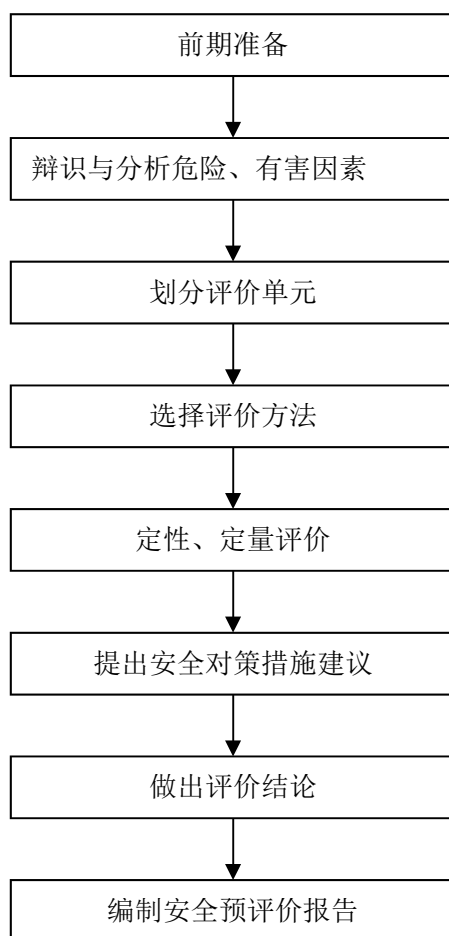 前期准备
辩识与分析危险、有害因素
划分评价单元
选择评价方法
定性、定量评价
提出安全对策措施建议
做出评价结论
编制安全预评价报告